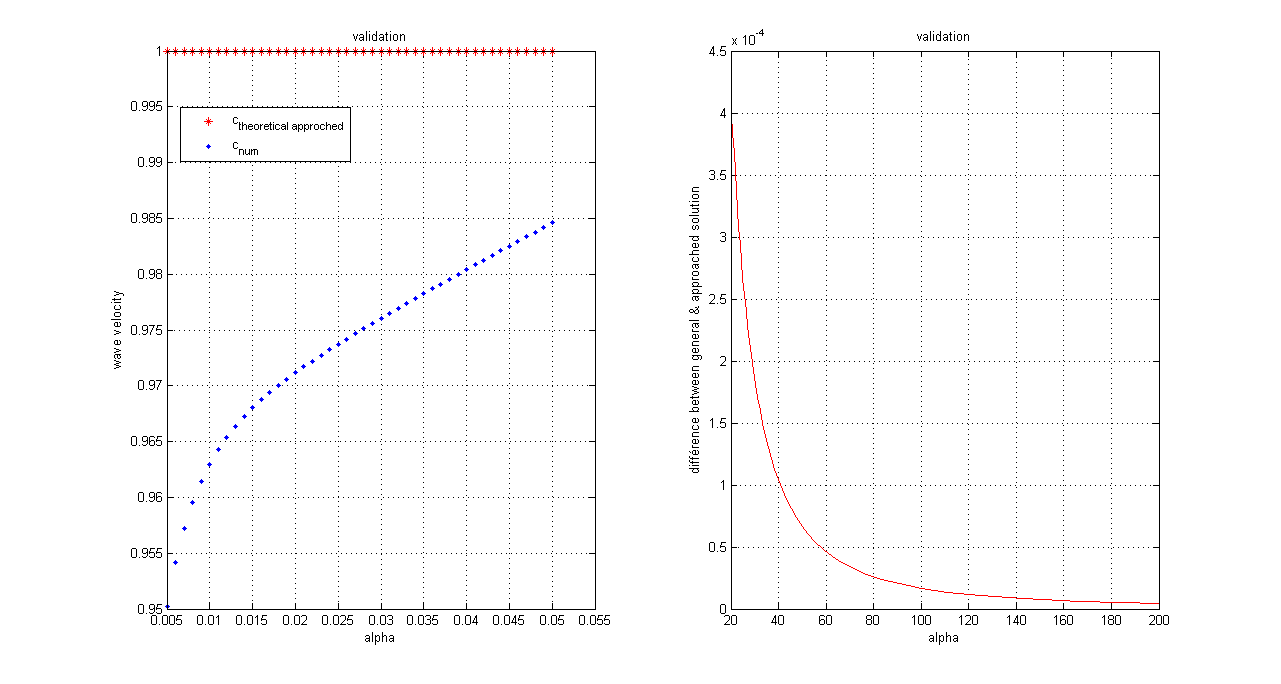 validation
1
0.995
0.99
0.985
0.98
0.975
0.97
0.965
0.96
0.955
0.95
wave velocity
c theoretical approched
c num
0.005 0.01 0.015 0.02 0.025 0.03 0.035 0.04 0.045 0.05 0.055
alpha
validation
x 10-4
4.5
4
3.5
3
2.5
2
1.5
1
0.5
0
différence between general & approached solution
20 40 60 80 100 120 140 160 180 200
alpha